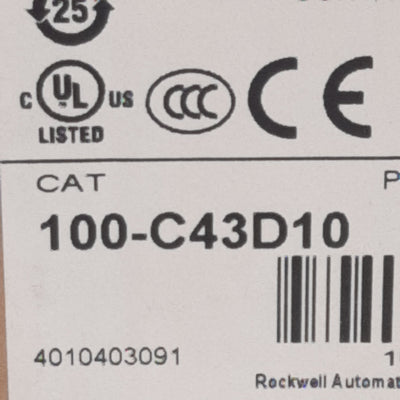 25
C UL US CCC CE
LISTED
CAT P
100-C43D10
4010403091 1
Rockwell Automat